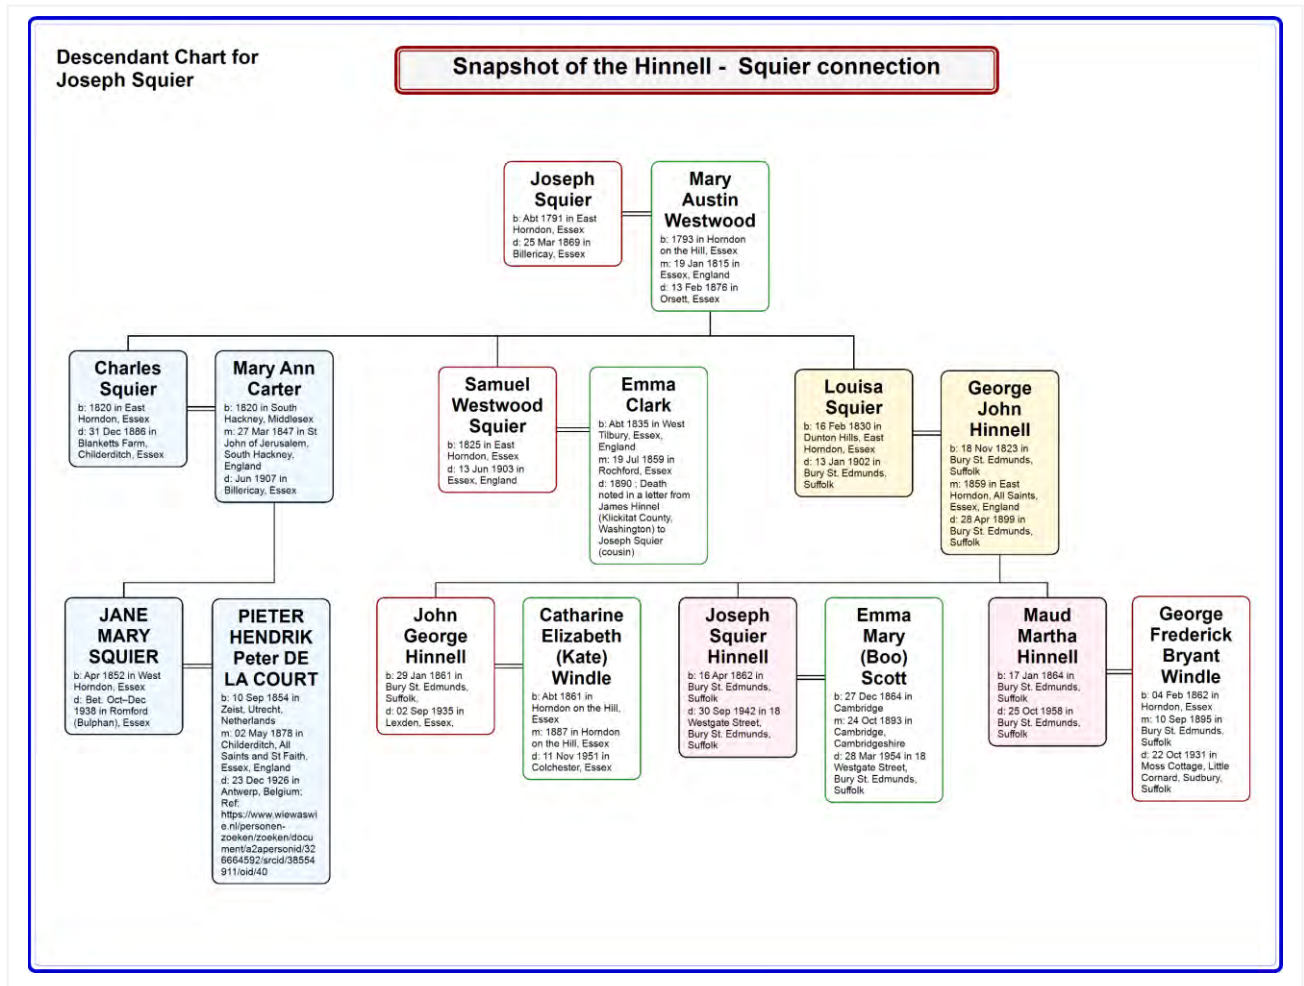 Descendant Chart for
Joseph Squier
Snapshot of the Hinnell -  Squier connection
Joseph
Squier
b: Abt 1791 in East
Horndon, Essex
d: 25 Mar 1869 in
Billericay, Essex
Mary
Austin
Westwood
b: 1793 in Horndon
on the Hill, Essex
m: 19 Jan 1815 in
Essex, England
d: 13 Feb 1876 in
Orsett, Essex
Charles
Squier
b: 1820 in East
Horndon, Essex
d: 31 Dec 1886 in
Blanketts Farm,
Childerditch, Essex
Mary Ann
Carter
b: 1820 in South
Hackney, Middlesex
m: 27 Mar 1847 in St
John of Jerusalem,
South Hackney,
England
d: Jun 1907 in
Billericay, Essex
Samuel
Westwood
Squier
b: 1825 in East
Horndon, Essex
d: 13 Jun 1903 in
Essex, England
Emma
Clark
b: Abt 1835 in West
Tilbury, Essex,
England
m: 19 Jul 1859 in
Rochford, Essex
d: 1890 ; Death
noted in a letter from
James Hinnel
(Klickitat County,
Washington) to
Joseph Squier
(cousin)
Louisa
Squier
b: 16 Feb 1830 in
Dunton Hills, East
Horndon, Essex
d: 13 Jan 1902 in
Bury St. Edmunds,
Suffolk
George
John
Hinnell
b: 18 Nov 1823 in
Bury St. Edmunds,
Suffolk
m: 1859 in East
Horndon, All Saints,
Essex, England
d: 28 Apr 1899 in
Bury St. Edmunds,
Suffolk
JANE
MARY
SQUIER
b: Apr 1852 in West
Horndon, Essex
d: Bet. Oct–Dec
1938 in Romford
(Bulphan), Essex
PIETER
HENDRIK
Peter DE
LA COURT
b: 10 Sep 1854 in
Zeist, Utrecht,
Netherlands
m: 02 May 1878 in
Childerditch, All
Saints and St Faith,
Essex, England
d: 23 Dec 1926 in
Antwerp, Belgium;
Ref:
https://www.wiewaswi
e.nl/personen-
zoeken/zoeken/docu
ment/a2apersonid/32
6664592/srcid/38554
911/oid/40
John
George
Hinnell
b: 29 Jan 1861 in
Bury St. Edmunds,
Suffolk,
d: 02 Sep 1935 in
Lexden, Essex,
Catharine
Elizabeth
(Kate)
Windle
b: Abt 1861 in
Horndon on the Hill,
Essex
m: 1887 in Horndon
on the Hill, Essex
d: 11 Nov 1951 in
Colchester, Essex
Joseph
Squier
Hinnell
b: 16 Apr 1862 in
Bury St. Edmunds,
Suffolk
d: 30 Sep 1942 in 18
Westgate Street,
Bury St. Edmunds,
Suffolk
Emma
Mary
(Boo)
Scott
b: 27 Dec 1864 in
Cambridge
m: 24 Oct 1893 in
Cambridge,
Cambridgeshire
d: 28 Mar 1954 in 18
Westgate Street,
Bury St. Edmunds,
Suffolk
Maud
Martha
Hinnell
b: 17 Jan 1864 in
Bury St. Edmunds,
Suffolk
d: 25 Oct 1958 in
Bury St. Edmunds,
Suffolk
George
Frederick
Bryant
Windle
b: 04 Feb 1862 in
Horndon, Essex
m: 10 Sep 1895 in
Bury St. Edmunds.
Suffolk
d: 22 Oct 1931 in
Moss Cottage, Little
Cornard, Sudbury,
Suffolk